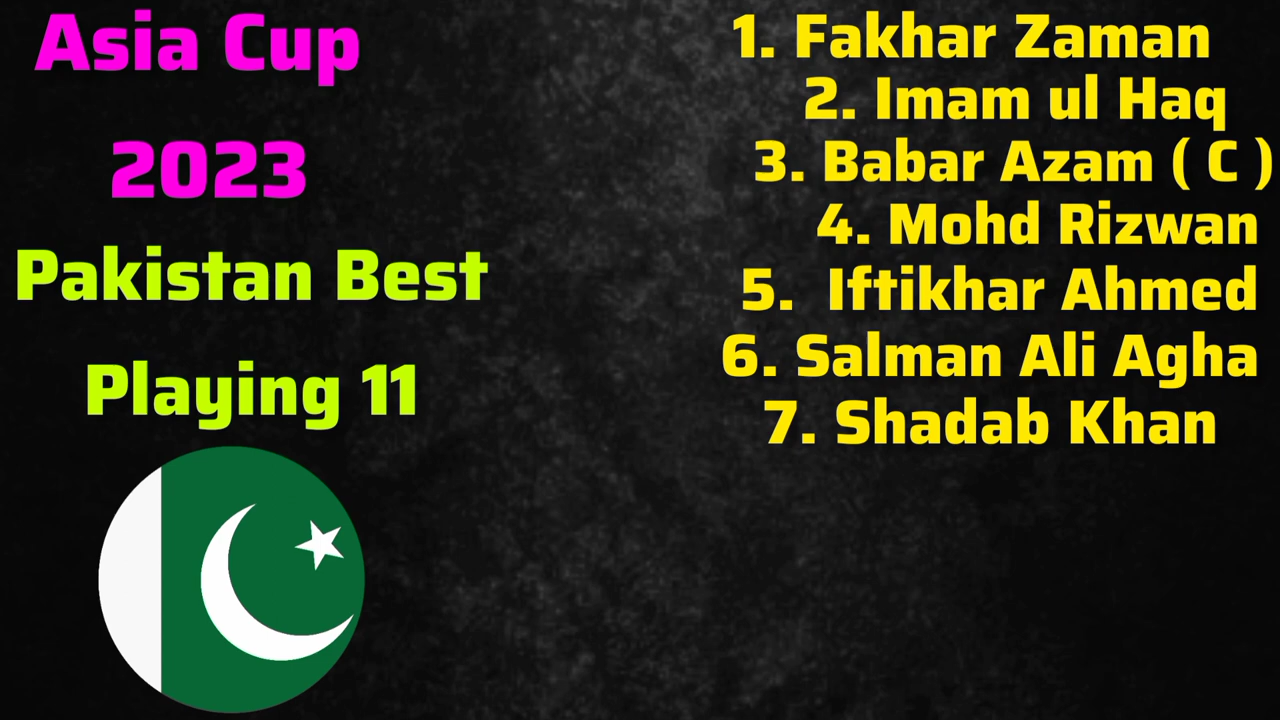 Asia Cup
2023
Pakistan Best
Playing 11
1. Fakhar Zaman
2. Imam ul Haq
3. Babar Azam ( C )
4. Mohd Rizwan
5. Iftikhar Ahmed
6. Salman Ali Agha
7. Shadab Khan